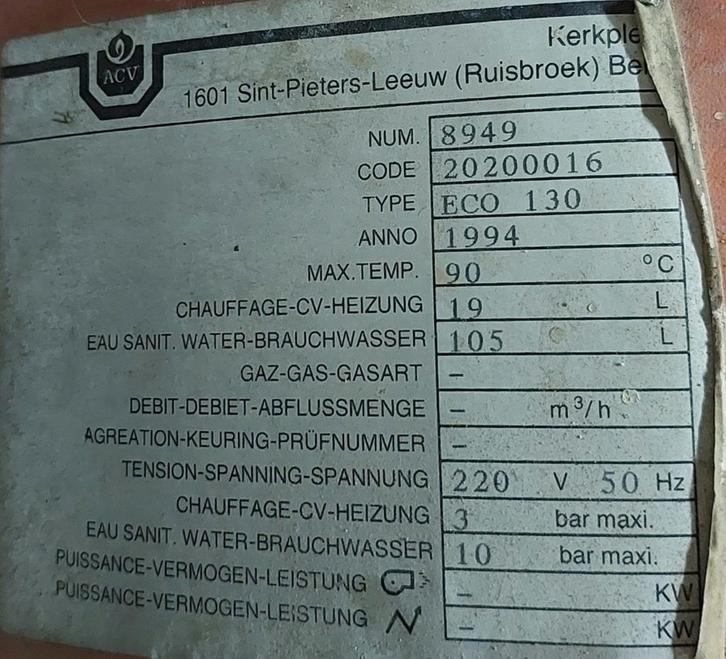 ACV
1601 Sint-Pieters-Leeuw (Ruisbroek)
NUM. 8949
CODE 20200016
TYPE ECO 130
ANNO 1994
MAX.TEMP. 90 °C
CHAUFFAGE-CV-HEIZUNG 19 L
EAU SANIT. WATER-BRAUCHWASSER 105 L
GAZ-GAS-GASART –
DEBIT-DEBIET-ABFLUSSMENGE – m³/h
AGREATION-KEURING-PRÜFNUMMER –
TENSION-SPANNING-SPANNUNG 220 V 50 Hz
CHAUFFAGE-CV-HEIZUNG 3 bar maxi.
EAU SANIT. WATER-BRAUCHWASSER 10 bar maxi.
PUISSANCE-VERMOGEN-LEISTUNG – KW
PUISSANCE-VERMOGEN-LEISTUNG – KW